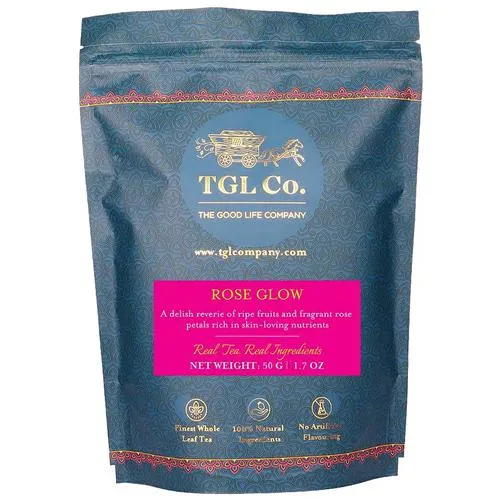 TGL Co.
THE GOOD LIFE COMPANY
www.tglcompany.com
ROSE GLOW
A delish reverie of ripe fruits and fragrant rose
petals rich in skin-loving nutrients
Real Tea. Real Ingredients
NET WEIGHT: 50 G | 1.7 OZ
Finest Whole
Leaf Tea
100% Natural
Ingredients
No Artificial
Flavouring